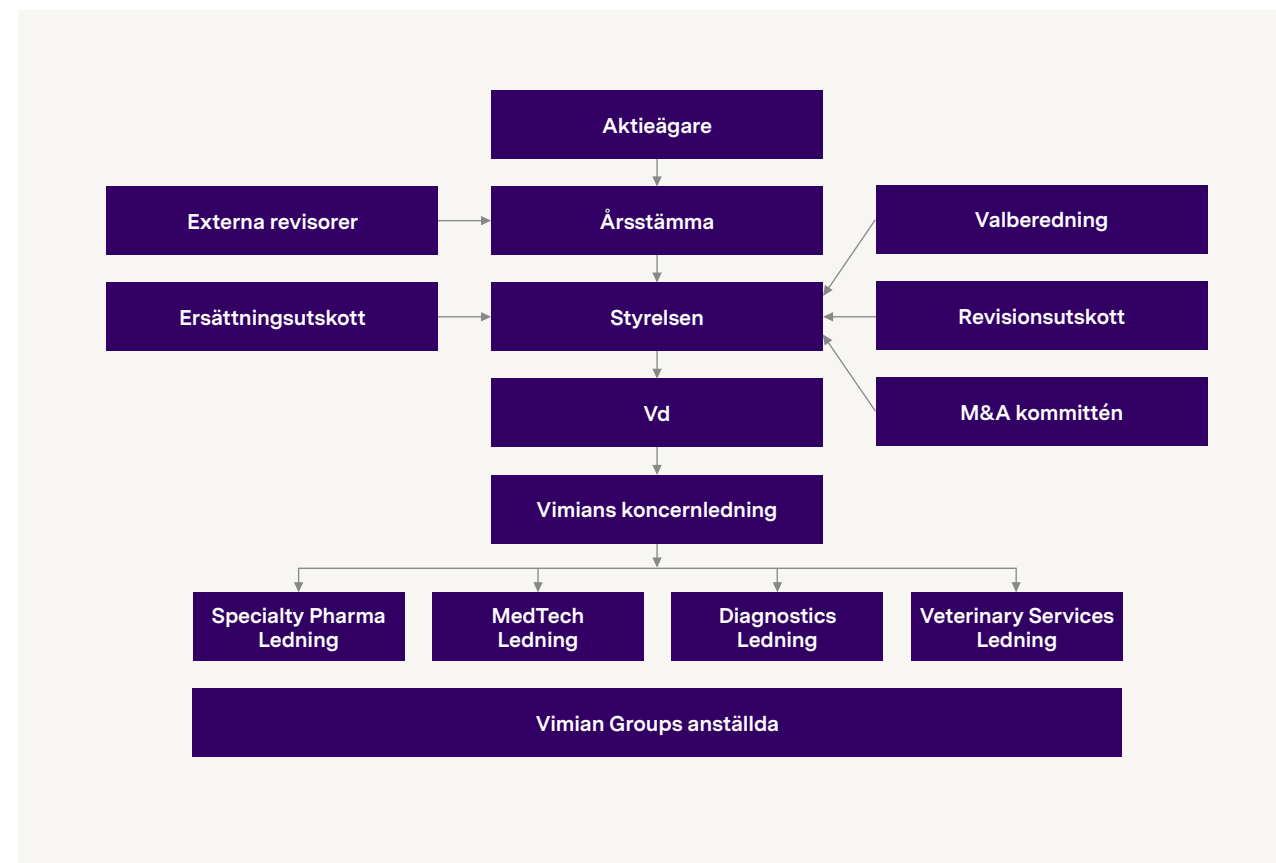 Aktieägare
Externa revisorer
Årsstämma
Valberedning
Ersättningsutskott
Styrelsen
Revisionsutskott
Vd
M&A kommittén
Vimians koncernledning
Specialty Pharma
Ledning
MedTech
Ledning
Diagnostics
Ledning
Veterinary Services
Ledning
Vimian Groups anställda